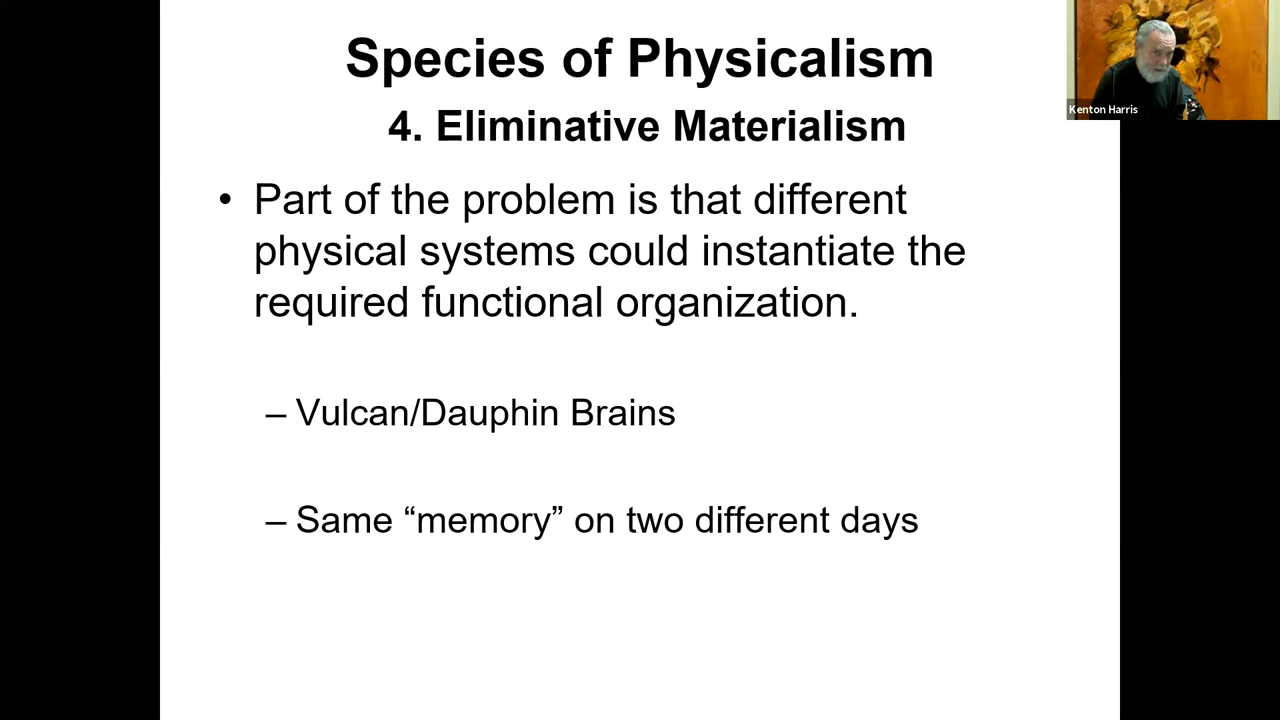 Species of Physicalism
4. Eliminative Materialism
• Part of the problem is that different
physical systems could instantiate the
required functional organization.
– Vulcan/Dauphin Brains
– Same “memory” on two different days
Kenton Harris